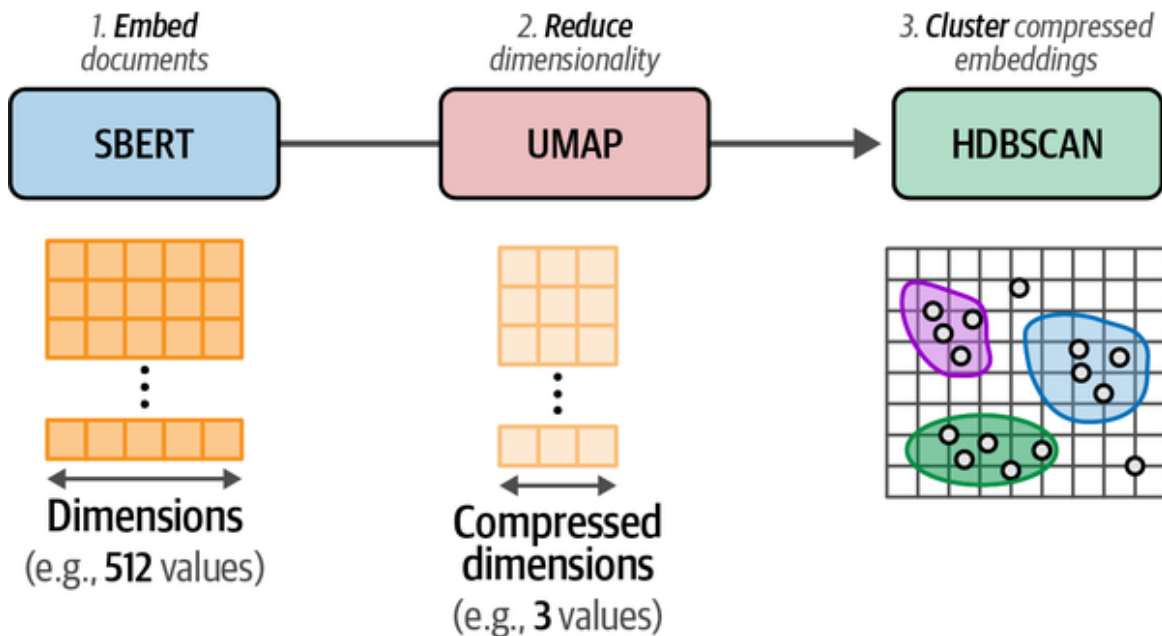 1. Embed
documents
SBERT
Dimensions
(e.g., 512 values)
2. Reduce
dimensionality
UMAP
Compressed
dimensions
(e.g., 3 values)
3. Cluster compressed
embeddings
HDBSCAN